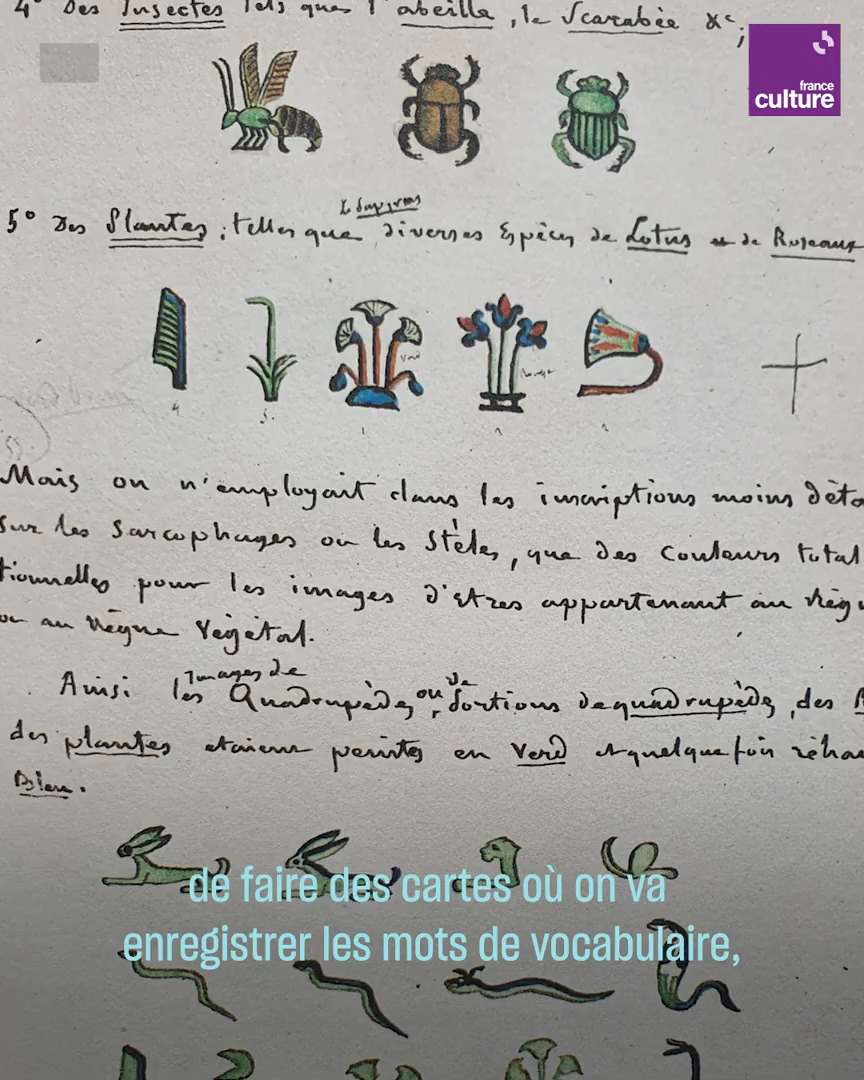 4° Des Insectes tels que l'abeille, le Scarabée &c;
france
culture
5° Des Plantes; telles que diverses Espèces de Lotus et de Roseaux
Mais on n'employait dans les inscriptions moins déta
sur les Sarcophages ou les Stèles, que des couleurs total
tionnelles pour les images d'êtres appartenant au règn
ou au Règne Végétal.
Ainsi les Images de Quadrupèdes, ou de Portions de quadrupèdes, des
des plantes etaient peintes en Verd et quelquefois réhau
Bleu.
de faire des cartes où on va
enregistrer les mots de vocabulaire,